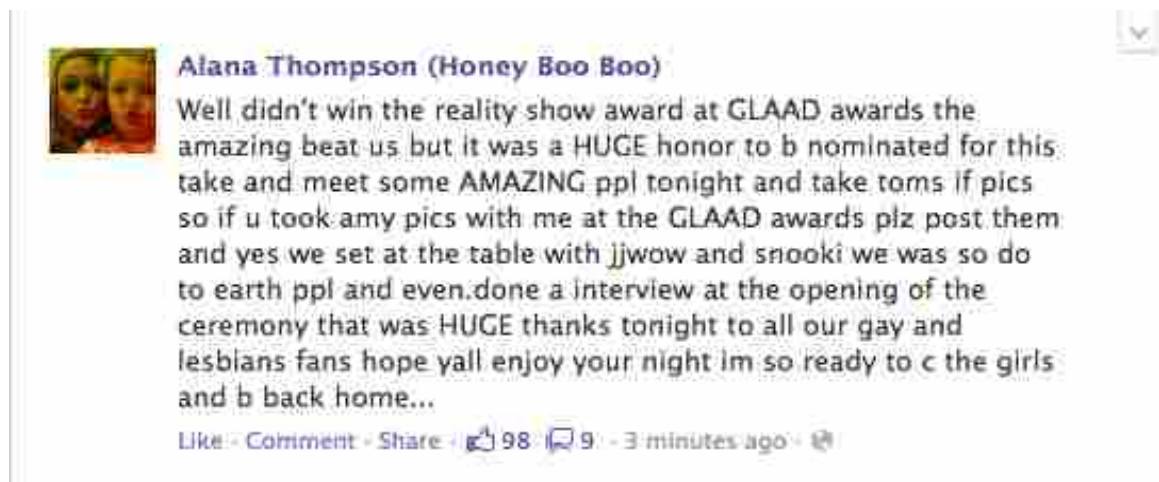 Alana Thompson (Honey Boo Boo)
Well didn't win the reality show award at GLAAD awards the
amazing beat us but it was a HUGE honor to b nominated for this
take and meet some AMAZING ppl tonight and take toms if pics
so if u took amy pics with me at the GLAAD awards plz post them
and yes we set at the table with jjwow and snooki we was so do
to earth ppl and even.done a interview at the opening of the
ceremony that was HUGE thanks tonight to all our gay and
lesbians fans hope yall enjoy your night im so ready to c the girls
and b back home...
Like · Comment · Share · 98 9 · 3 minutes ago ·